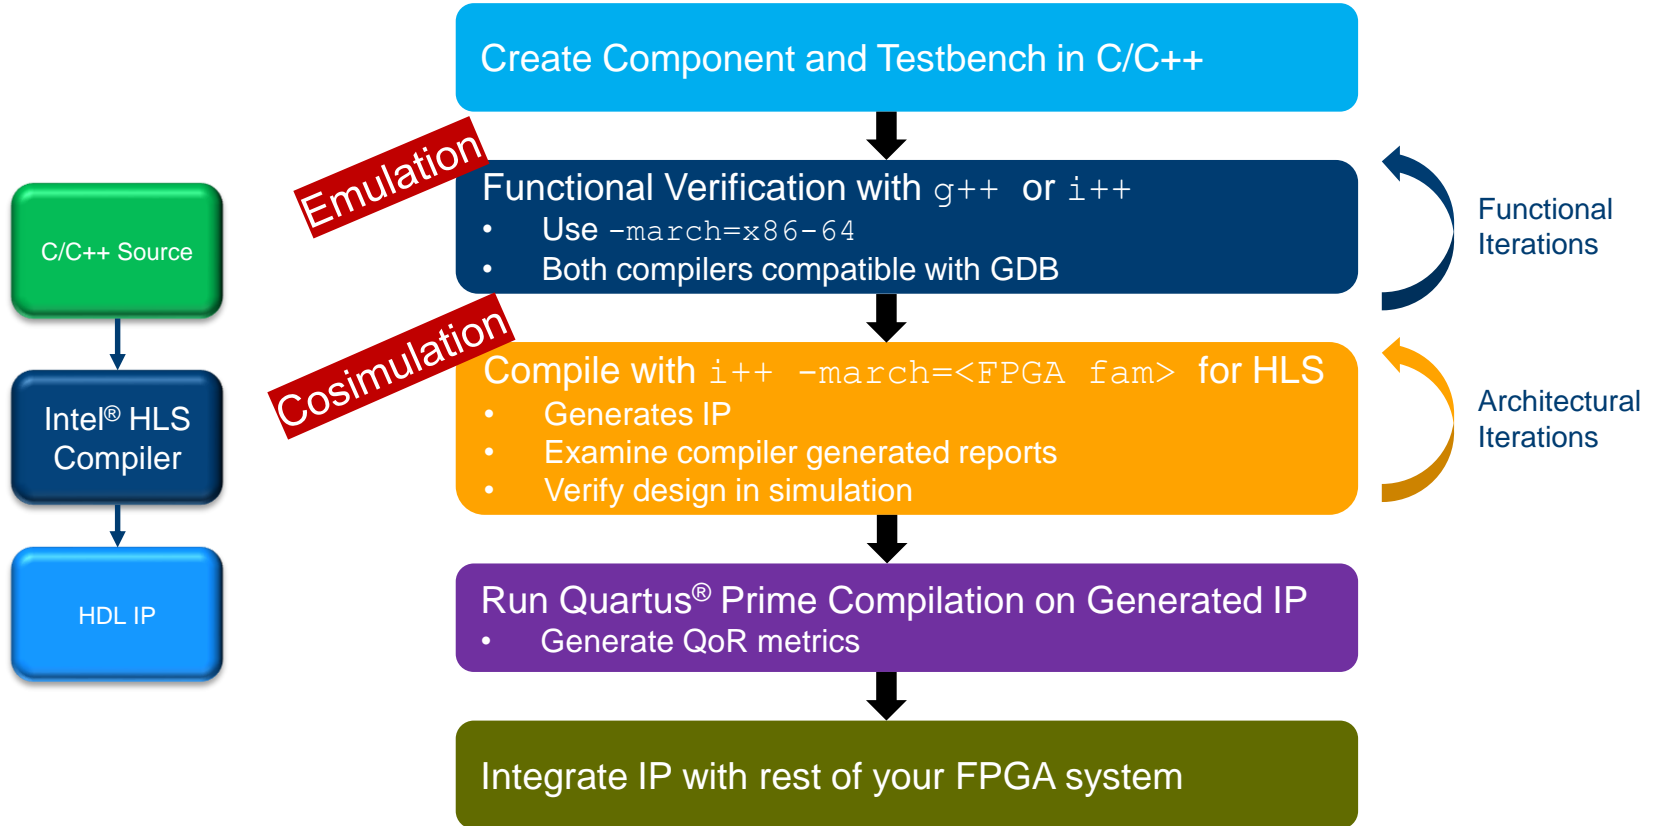 Create Component and Testbench in C/C++
Emulation
Functional Verification with g++ or i++
• Use -march=x86-64
• Both compilers compatible with GDB
Functional
Iterations
C/C++ Source
Cosimulation
Compile with i++ -march=<FPGA fam> for HLS
• Generates IP
• Examine compiler generated reports
• Verify design in simulation
Architectural
Iterations
Intel® HLS
Compiler
HDL IP
Run Quartus® Prime Compilation on Generated IP
• Generate QoR metrics
Integrate IP with rest of your FPGA system